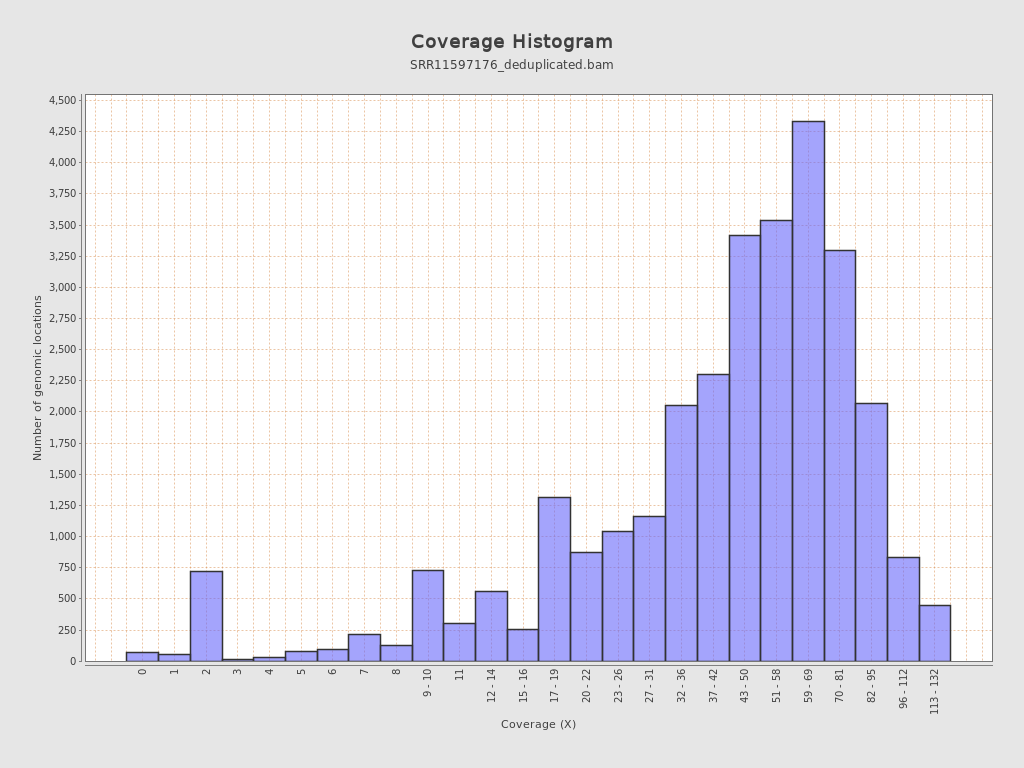 Coverage Histogram
SRR11597176_deduplicated.bam
Number of genomic locations
4,500
4,250
4,000
3,750
3,500
3,250
3,000
2,750
2,500
2,250
2,000
1,750
1,500
1,250
1,000
750
500
250
0
0
1
2
3
4
5
6
7
8
9 - 10
11
12 - 14
15 - 16
17 - 19
20 - 22
23 - 26
27 - 31
32 - 36
37 - 42
43 - 50
51 - 58
59 - 69
70 - 81
82 - 95
96 - 112
113 - 132
Coverage (X)